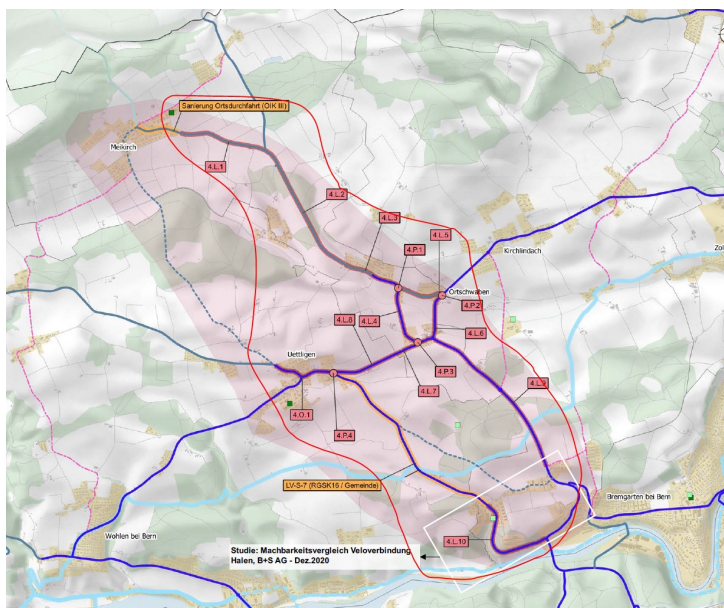 Sanierung Ortsdurchfahrt (OIK III)
Meikirch
4.L.1
4.L.2
4.L.3
4.L.5
4.P.1
Kirchlindach
Ortschwaben
4.P.2
4.L.8
4.L.4
4.L.6
Uettligen
4.P.3
4.L.9
4.L.7
4.O.1
4.P.4
LV-S-7 (RGSK16 / Gemeinde)
Bremgarten bei Bern
Wohlen bei Bern
4.L.10
Studie: Machbarkeitsvergleich Veloverbindung
Halen, B+S AG - Dez.2020